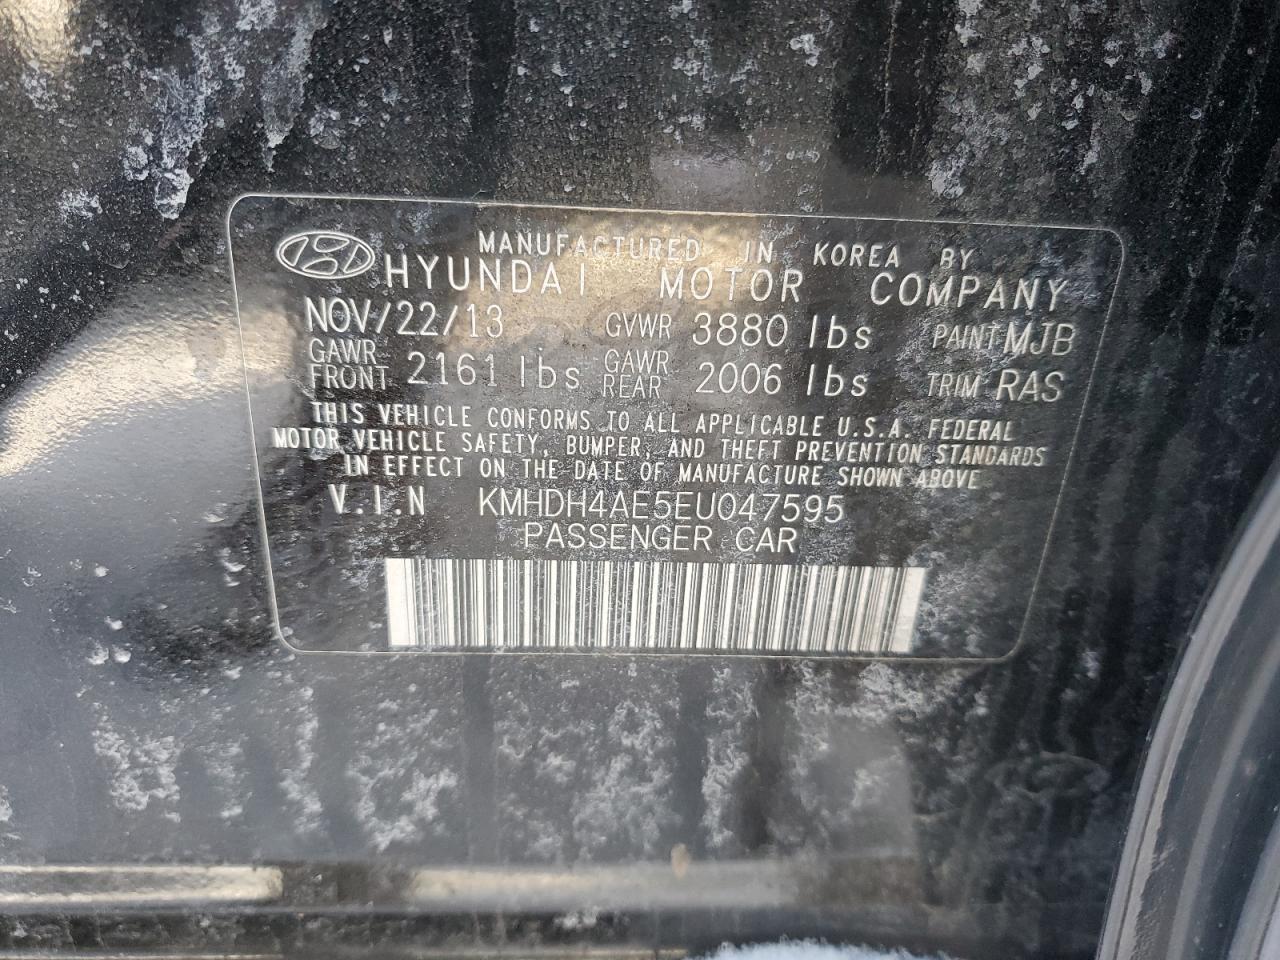 MANUFACTURED IN KOREA BY
HYUNDAI MOTOR COMPANY
NOV/22/13 GVWR 3880 lbs PAINT MJB
GAWR FRONT 2161 lbs GAWR REAR 2006 lbs TRIM RAS
THIS VEHICLE CONFORMS TO ALL APPLICABLE U.S.A. FEDERAL
MOTOR VEHICLE SAFETY, BUMPER, AND THEFT PREVENTION STANDARDS
IN EFFECT ON THE DATE OF MANUFACTURE SHOWN ABOVE
V.I.N KMHDH4AE5EU047595
PASSENGER CAR